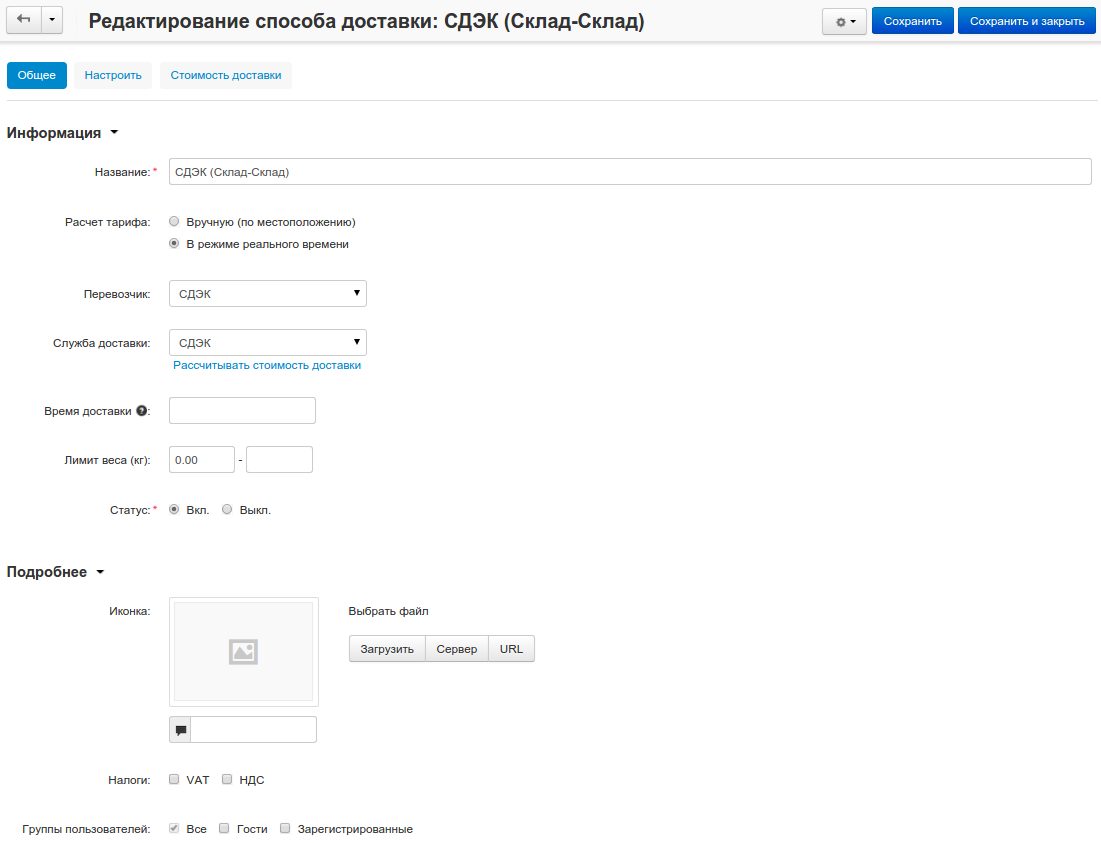 Редактирование способа доставки: СДЭК (Склад-Склад)
Сохранить
Сохранить и закрыть
Общее
Настроить
Стоимость доставки
Информация
Название:* СДЭК (Склад-Склад)
Расчет тарифа: Вручную (по местоположению)
В режиме реального времени
Перевозчик: СДЭК
Служба доставки: СДЭК
Рассчитывать стоимость доставки
Время доставки ?:
Лимит веса (кг): 0.00 -
Статус:* Вкл. Выкл.
Подробнее
Иконка:
Выбрать файл
Загрузить Сервер URL
Налоги: VAT НДС
Группы пользователей: Все Гости Зарегистрированные